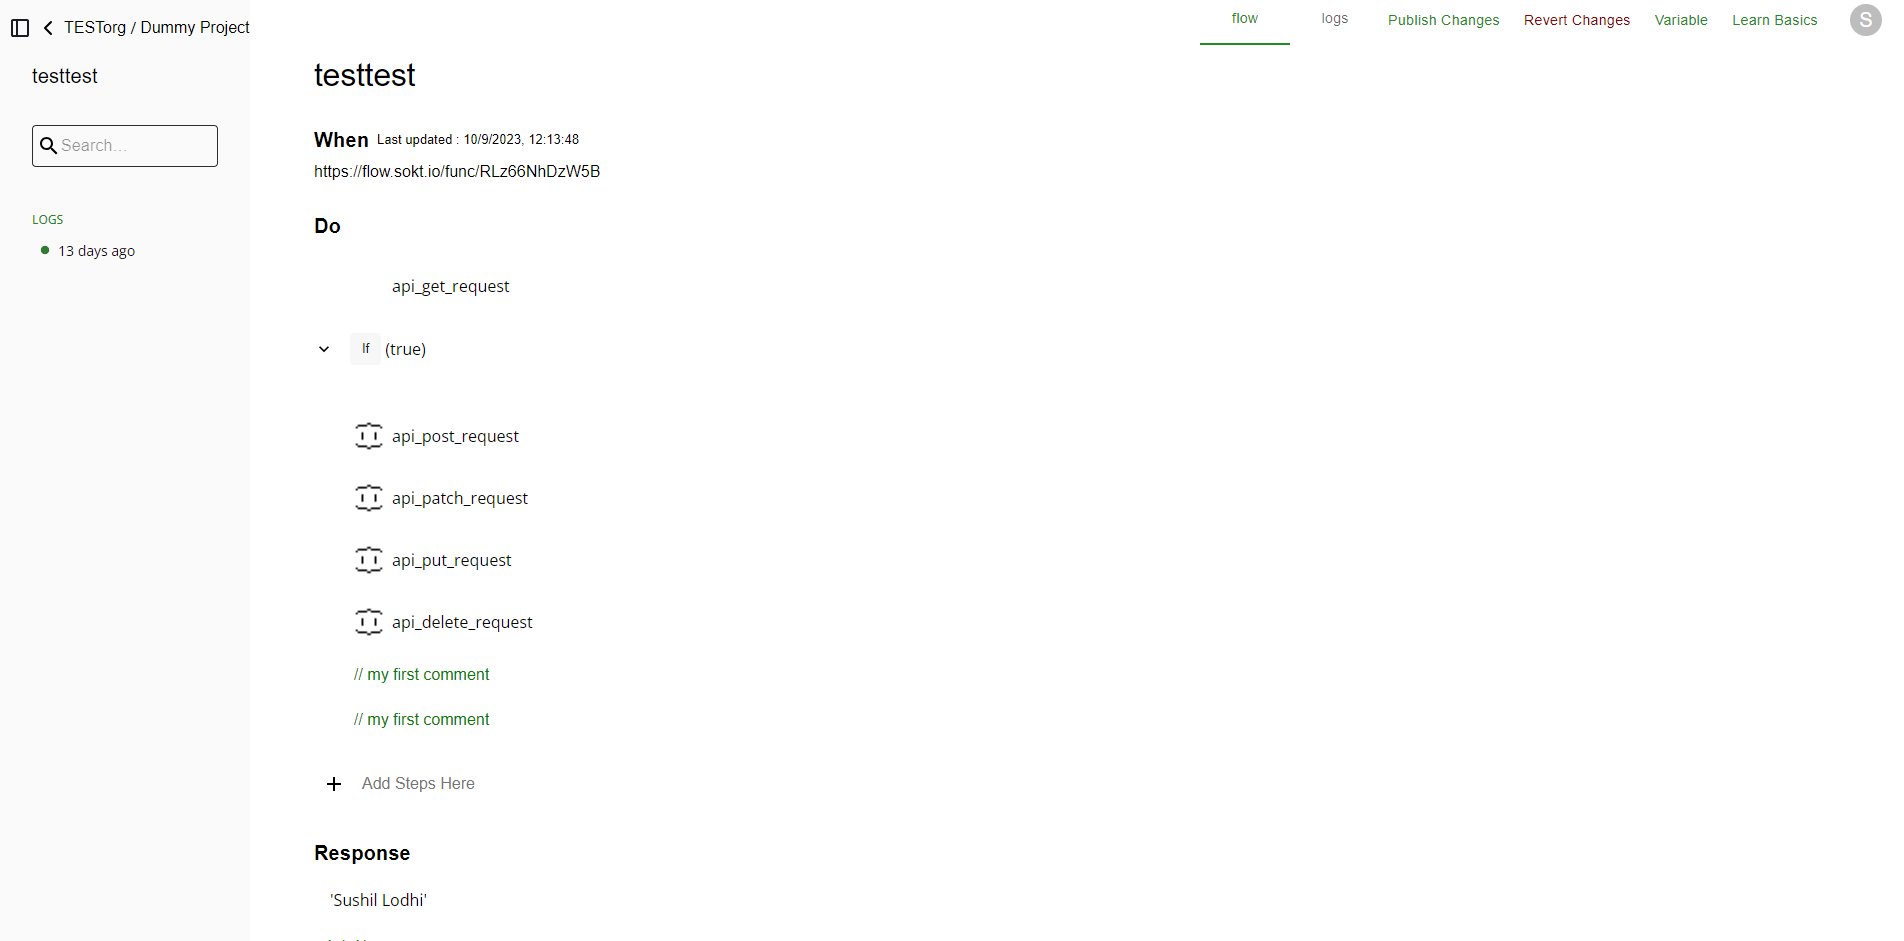 TESTorg / Dummy Project
testtest
Search...
LOGS
13 days ago
flow
logs
Publish Changes
Revert Changes
Variable
Learn Basics
S
testtest
When Last updated : 10/9/2023, 12:13:48
https://flow.sokt.io/func/RLz66NhDzW5B
Do
api_get_request
If (true)
api_post_request
api_patch_request
api_put_request
api_delete_request
// my first comment
// my first comment
Add Steps Here
Response
'Sushil Lodhi'